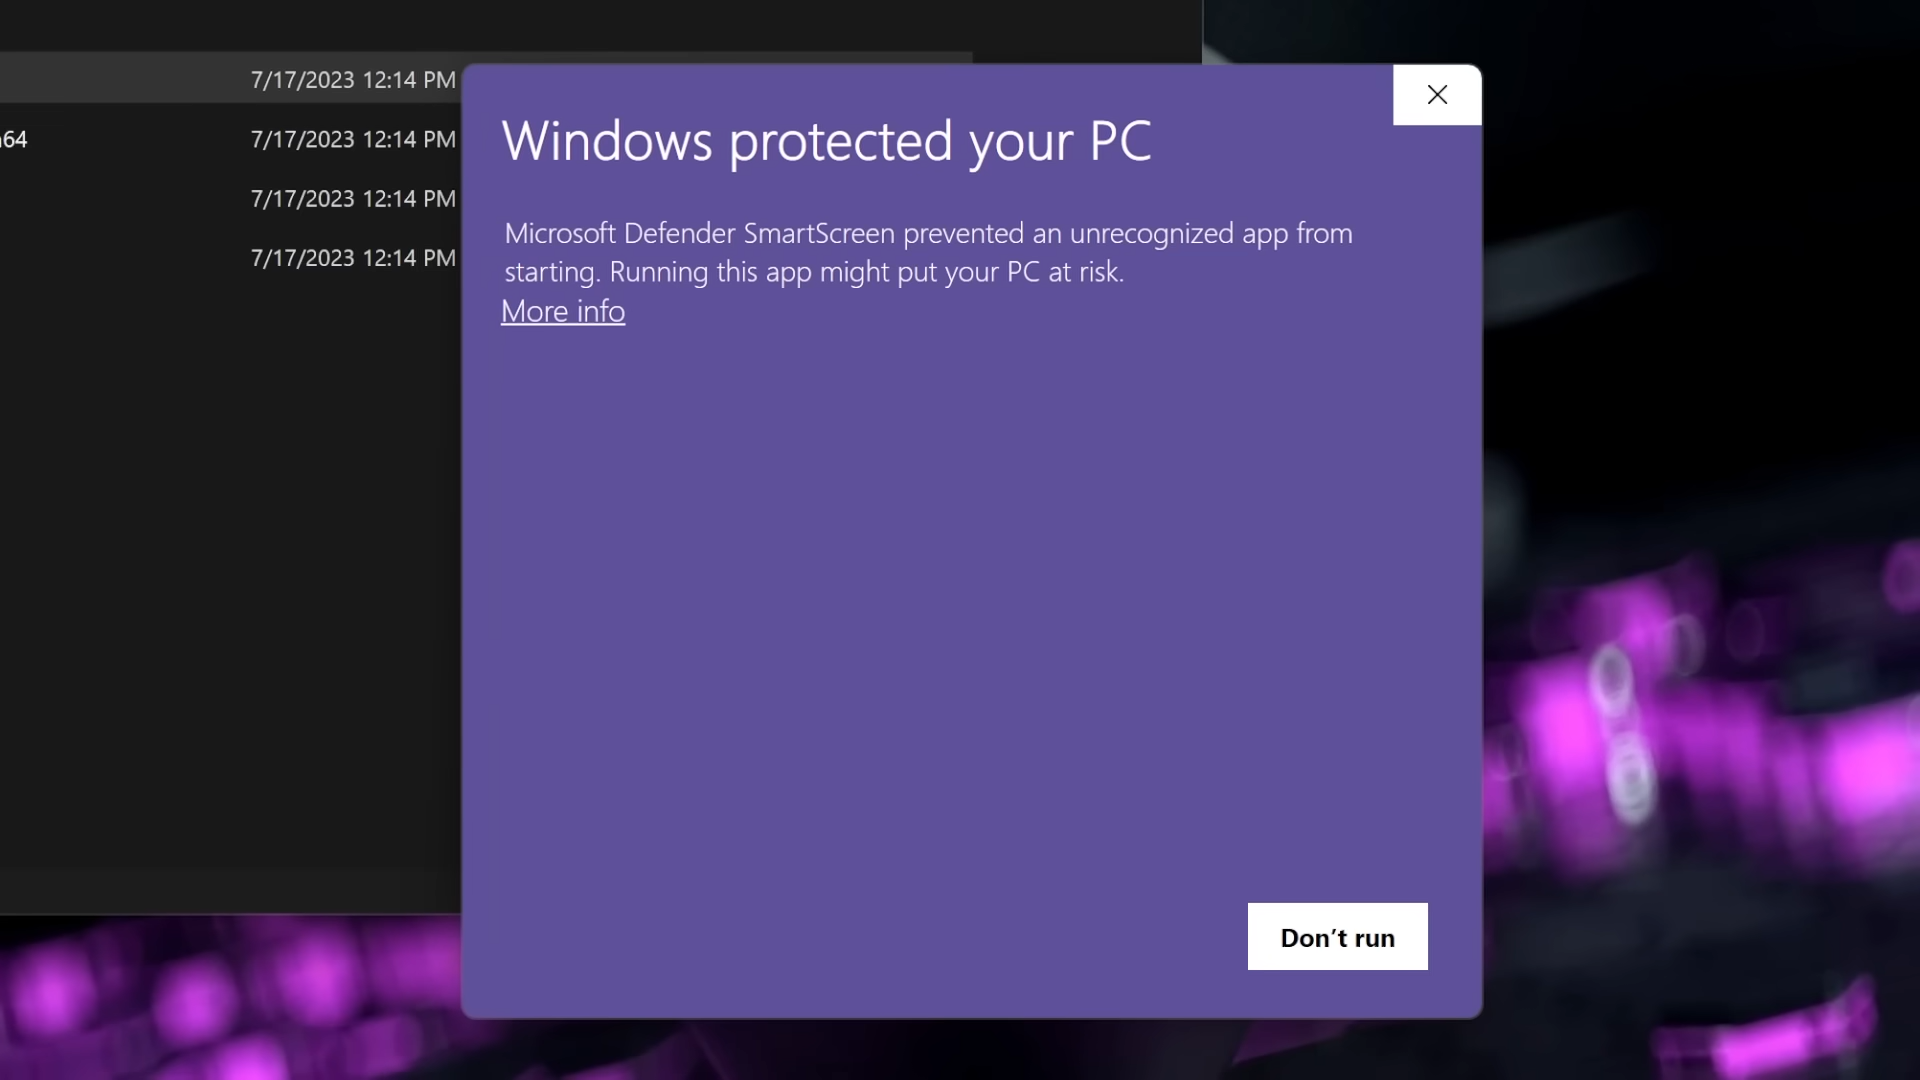 7/17/2023 12:14 PM
64 7/17/2023 12:14 PM
7/17/2023 12:14 PM
7/17/2023 12:14 PM
Windows protected your PC
Microsoft Defender SmartScreen prevented an unrecognized app from
starting. Running this app might put your PC at risk.
More info
Don’t run